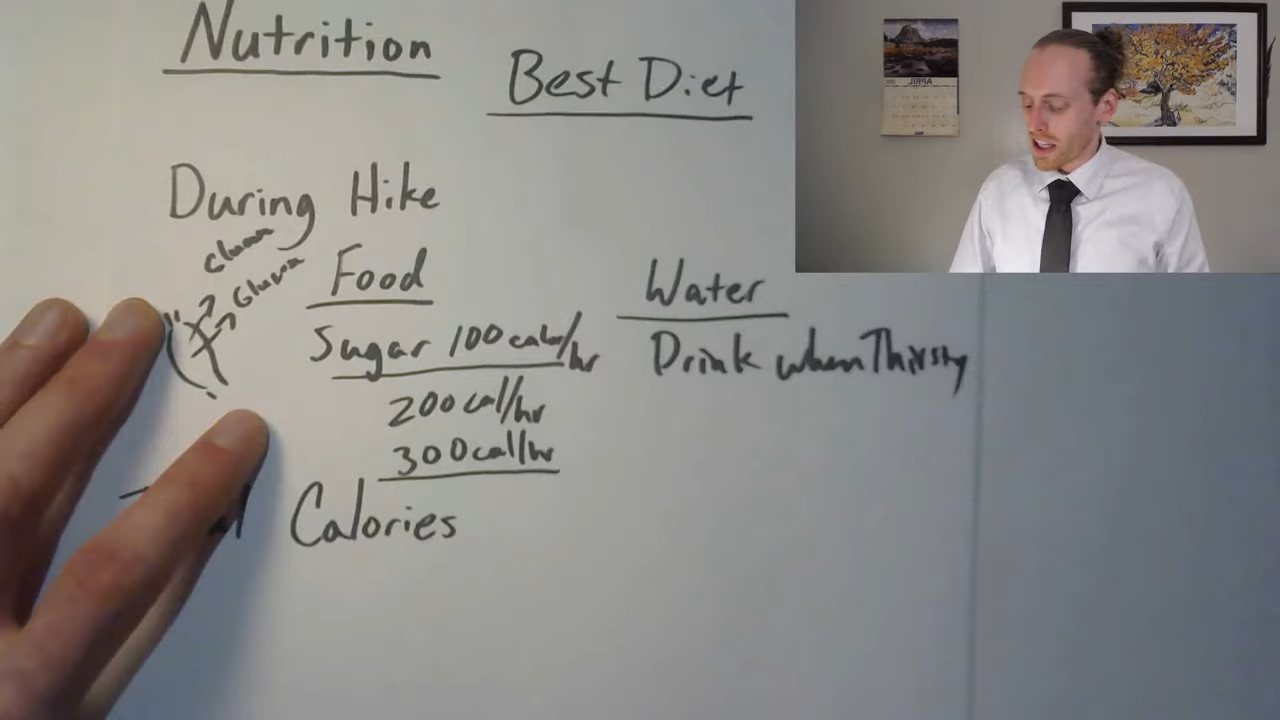 Nutrition
Best Diet
During Hike
Food
Sugar 100 cal/hr
200 cal/hr
300 cal/hr
Calories
Water
Drink when Thirsty